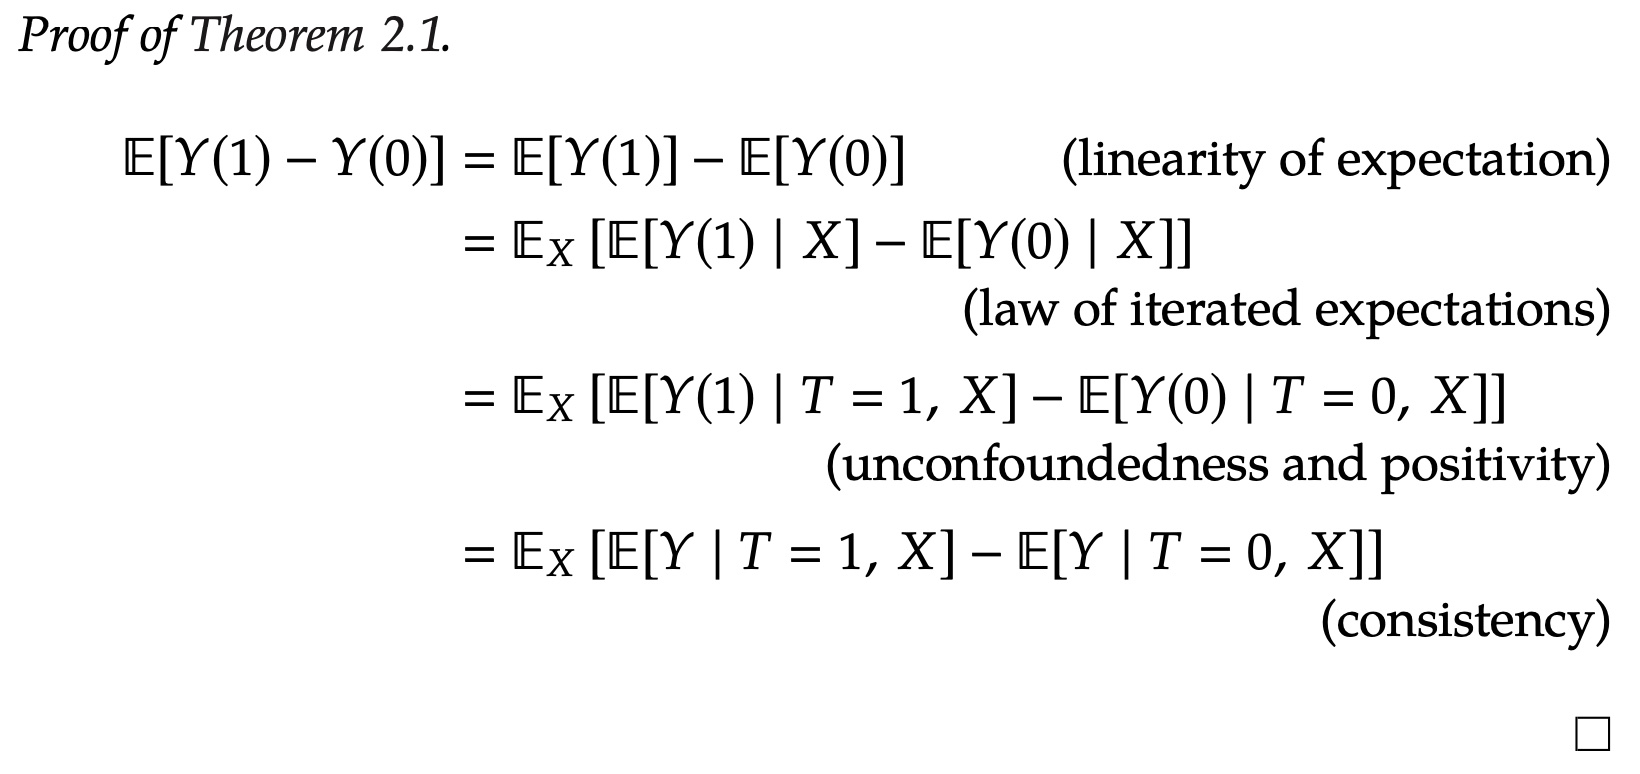 Proof of Theorem 2.1.
𝔼[Y(1) − Y(0)] = 𝔼[Y(1)] − 𝔼[Y(0)] (linearity of expectation)
= 𝔼_X [𝔼[Y(1) | X] − 𝔼[Y(0) | X]]
(law of iterated expectations)
= 𝔼_X [𝔼[Y(1) | T = 1, X] − 𝔼[Y(0) | T = 0, X]]
(unconfoundedness and positivity)
= 𝔼_X [𝔼[Y | T = 1, X] − 𝔼[Y | T = 0, X]]
(consistency)
□